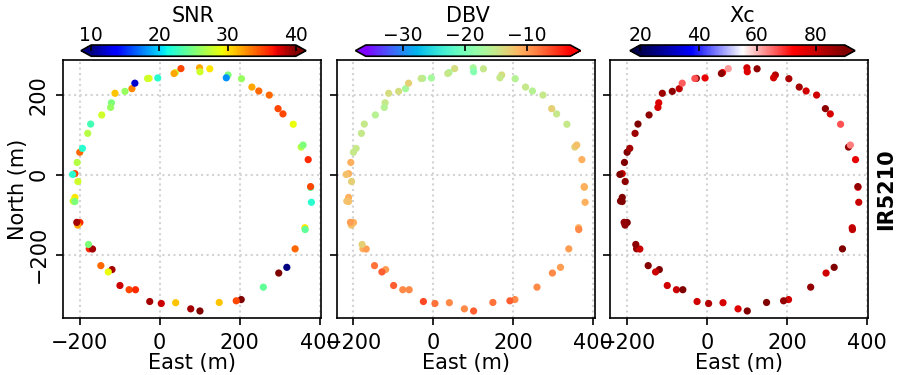 SNR DBV Xc
10 20 30 40 −30 −20 −10 20 40 60 80
North (m)
200
0
−200
IR5210
−200 0 200 400 −200 0 200 −200 0 200 400
East (m) East (m) East (m)